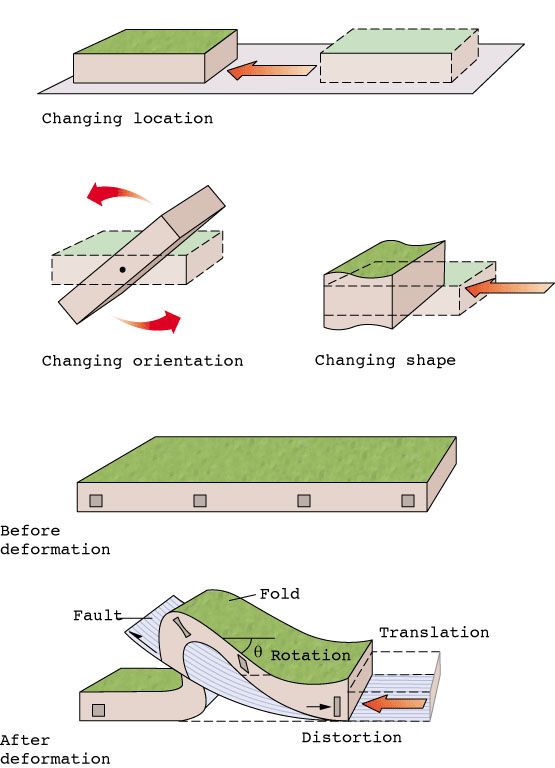 Changing location
Changing orientation
Changing shape
Before
deformation
Fold
Fault
Translation
θ Rotation
After
deformation
Distortion